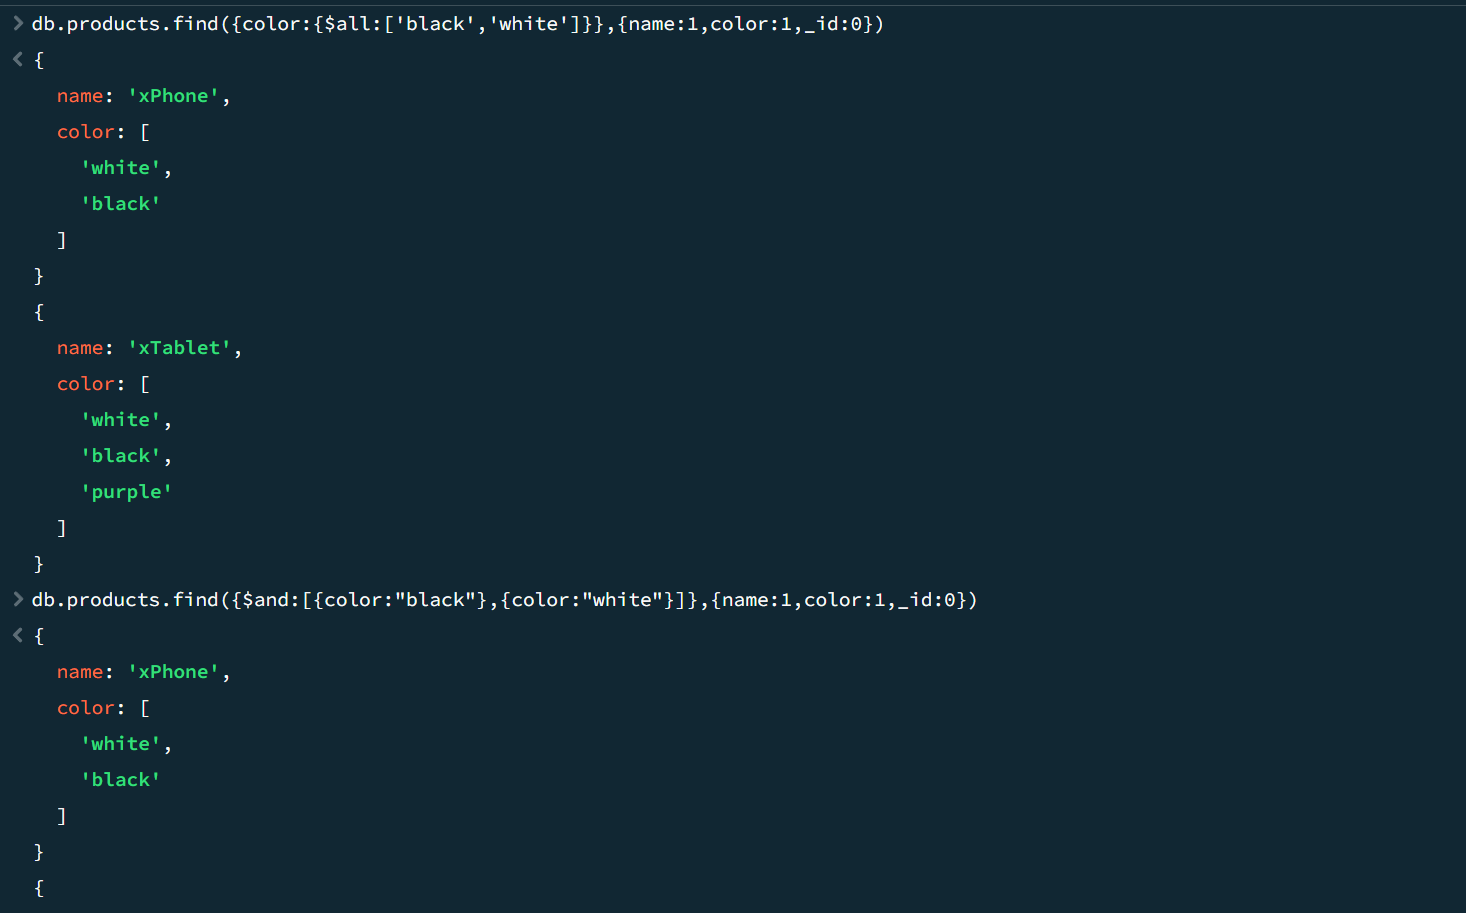 > db.products.find({color:{$all:['black','white']}},{name:1,color:1,_id:0})
< {
name: 'xPhone',
color: [
'white',
'black'
]
}
{
name: 'xTablet',
color: [
'white',
'black',
'purple'
]
}
> db.products.find({$and:[{color:"black"},{color:"white"}]},{name:1,color:1,_id:0})
< {
name: 'xPhone',
color: [
'white',
'black'
]
}
{